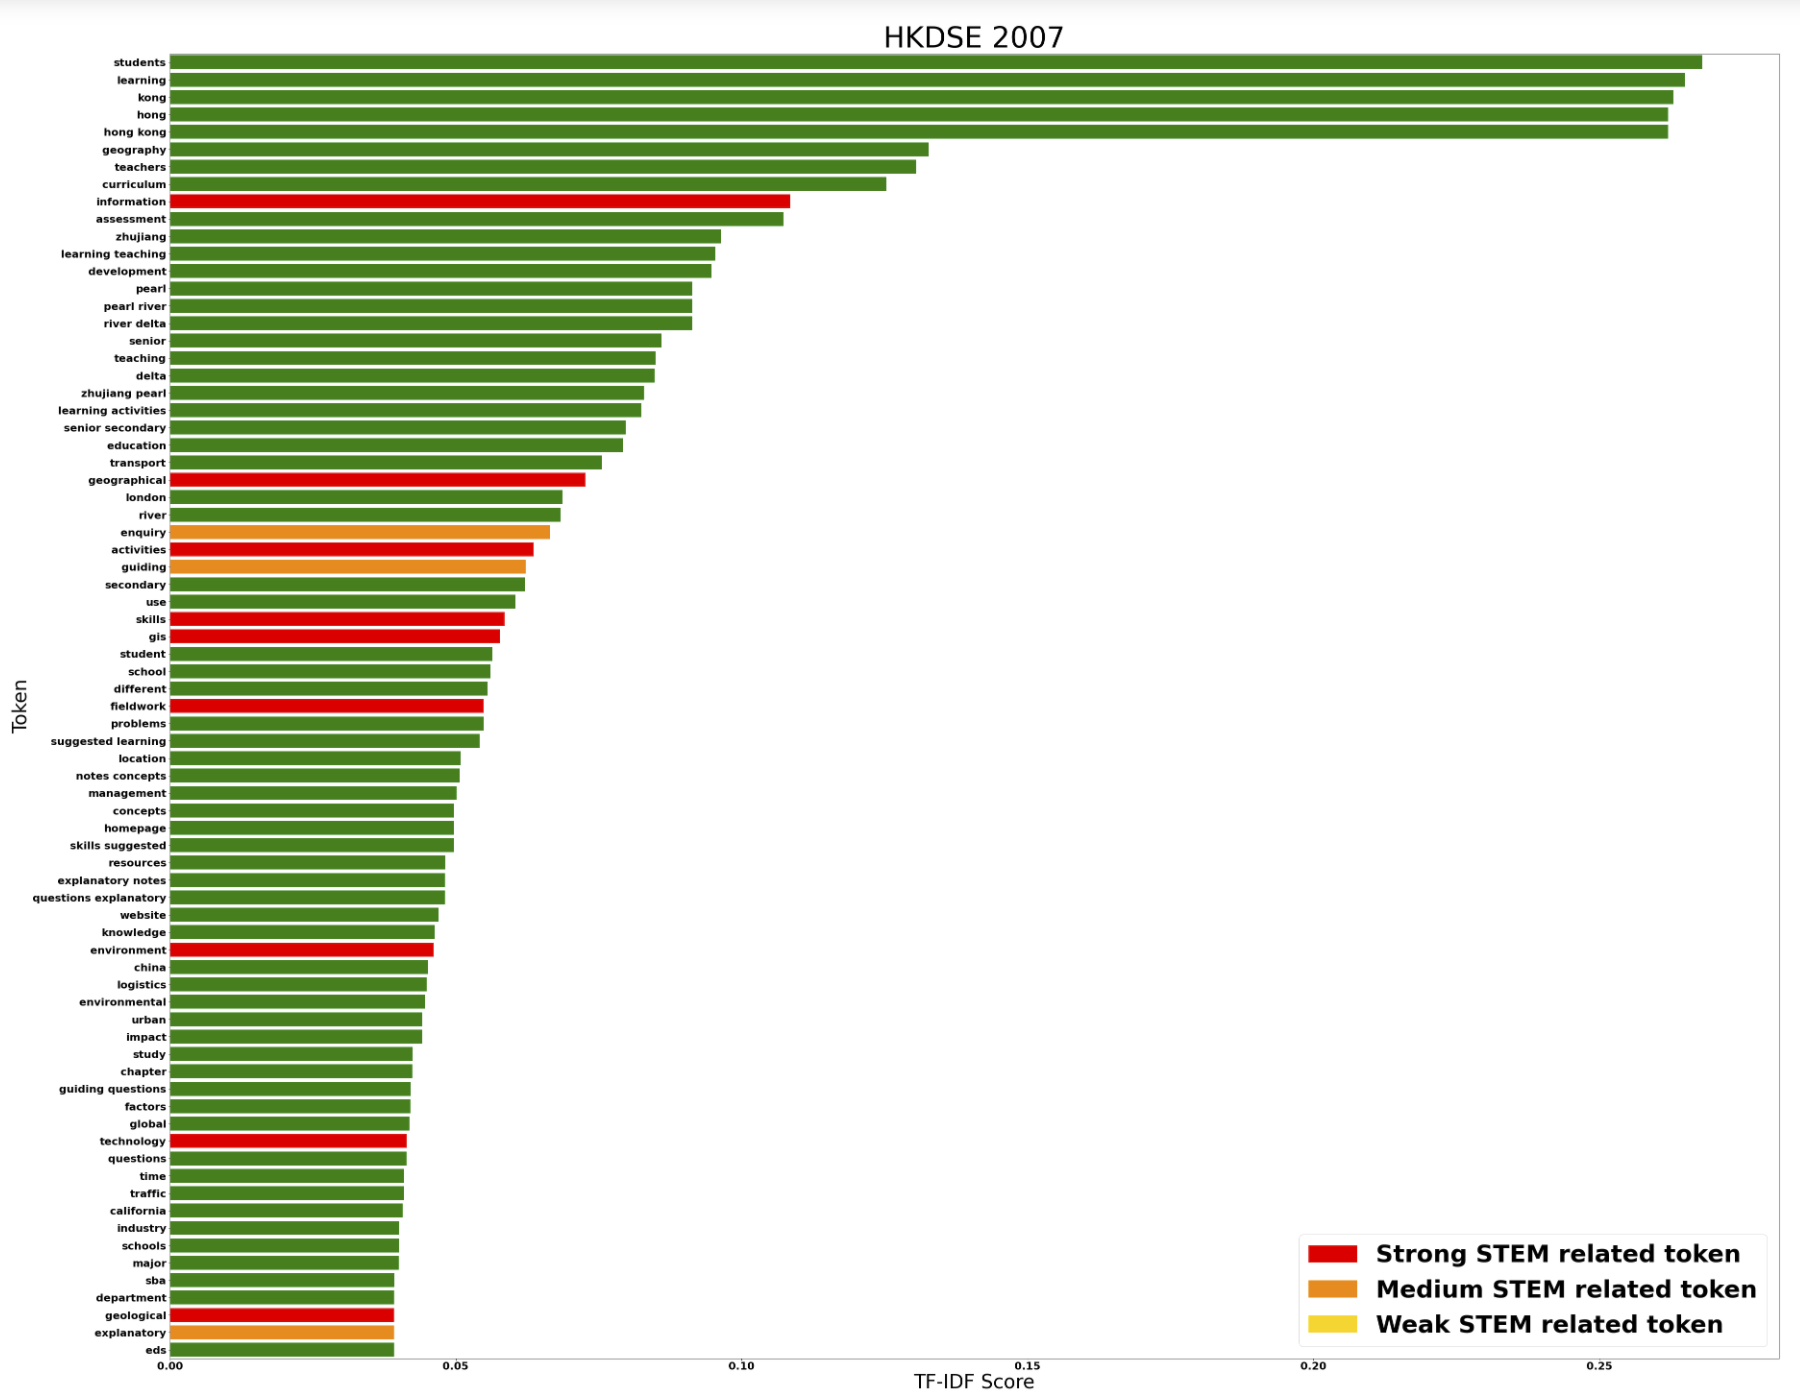 HKDSE 2007
students
learning
kong
hong
hong kong
geography
teachers
curriculum
information
assessment
zhujiang
learning teaching
development
pearl
pearl river
river delta
senior
teaching
delta
zhujiang pearl
learning activities
senior secondary
education
transport
geographical
london
river
enquiry
activities
guiding
secondary
use
skills
gis
student
school
different
fieldwork
problems
suggested learning
location
notes concepts
management
concepts
homepage
skills suggested
resources
explanatory notes
questions explanatory
website
knowledge
environment
china
logistics
environmental
urban
impact
study
chapter
guiding questions
factors
global
technology
questions
time
traffic
california
industry
schools
major
sba
department
geological
explanatory
eds
Token
0.00 0.05 0.10 0.15 0.20 0.25
TF-IDF Score
Strong STEM related token
Medium STEM related token
Weak STEM related token